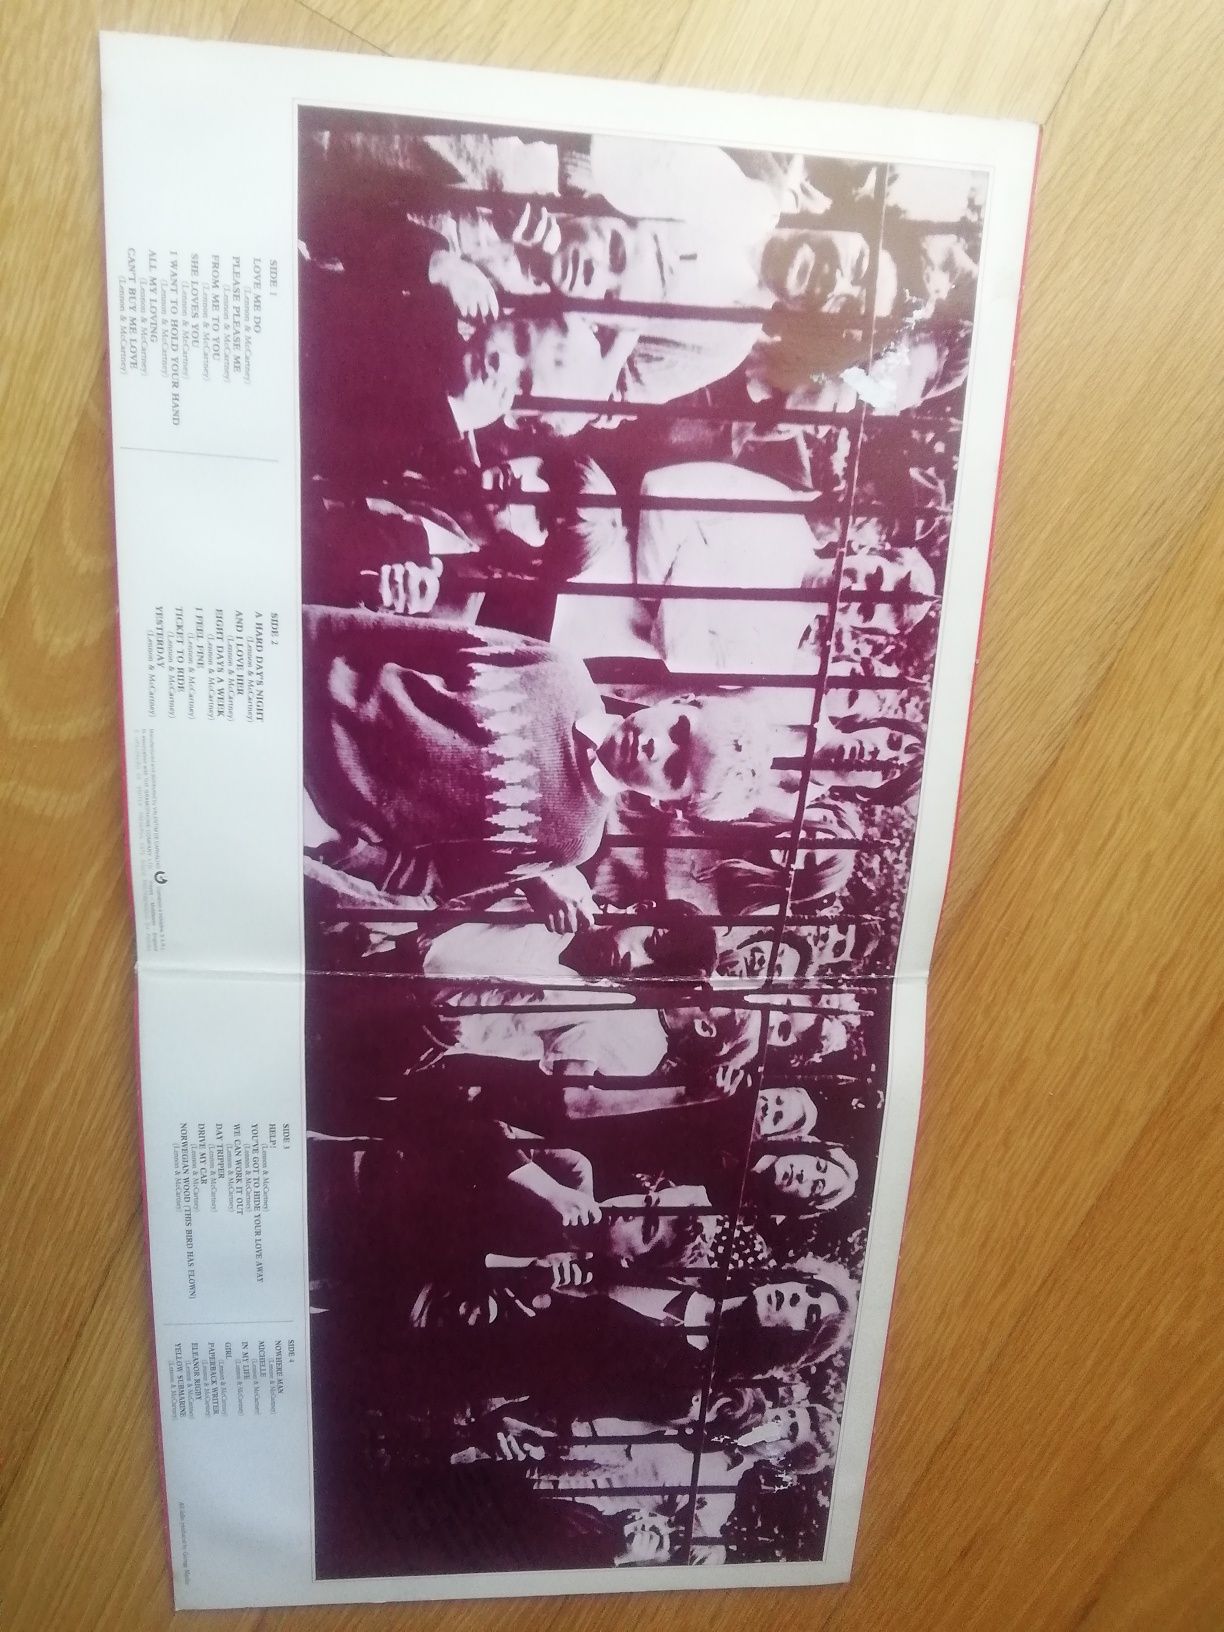 SIDE 1
LOVE ME DO
(Lennon & McCartney)
PLEASE PLEASE ME
(Lennon & McCartney)
FROM ME TO YOU
(Lennon & McCartney)
SHE LOVES YOU
(Lennon & McCartney)
I WANT TO HOLD YOUR HAND
(Lennon & McCartney)
ALL MY LOVING
(Lennon & McCartney)
CAN'T BUY ME LOVE
(Lennon & McCartney)
SIDE 2
A HARD DAY'S NIGHT
(Lennon & McCartney)
AND I LOVE HER
(Lennon & McCartney)
EIGHT DAYS A WEEK
(Lennon & McCartney)
I FEEL FINE
(Lennon & McCartney)
TICKET TO RIDE
(Lennon & McCartney)
YESTERDAY
(Lennon & McCartney)
SIDE 3
HELP!
(Lennon & McCartney)
YOU'VE GOT TO HIDE YOUR LOVE AWAY
(Lennon & McCartney)
WE CAN WORK IT OUT
(Lennon & McCartney)
DAY TRIPPER
(Lennon & McCartney)
DRIVE MY CAR
(Lennon & McCartney)
NORWEGIAN WOOD (THIS BIRD HAS FLOWN)
(Lennon & McCartney)
SIDE 4
NOWHERE MAN
(Lennon & McCartney)
MICHELLE
(Lennon & McCartney)
IN MY LIFE
(Lennon & McCartney)
GIRL
(Lennon & McCartney)
PAPERBACK WRITER
(Lennon & McCartney)
ELEANOR RIGBY
(Lennon & McCartney)
YELLOW SUBMARINE
(Lennon & McCartney)
All titles produced by George Martin